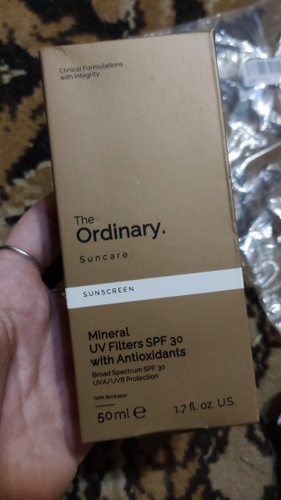 Clinical Formulations
with Integrity.
The
Ordinary.
Suncare.
SUNSCREEN
Mineral
UV Filters SPF 30
with Antioxidants
Broad Spectrum SPF 30
UVA/UVB Protection
50ml ℮ 1.7 fl. oz. U.S.